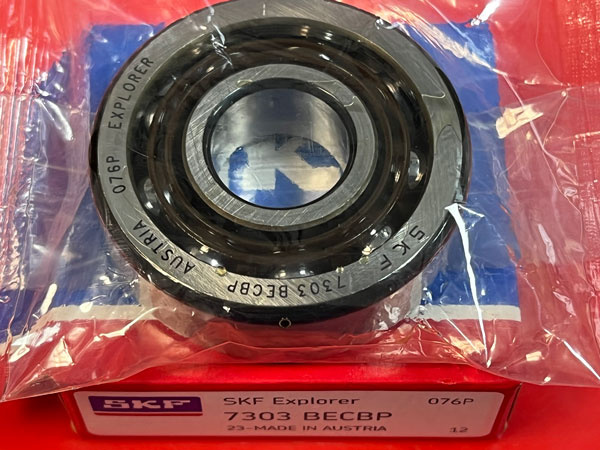 076P EXPLORER
SKF
7303 BECBP
AUSTRIA
SKF
SKF Explorer
076P
7303 BECBP
23-MADE IN AUSTRIA
12